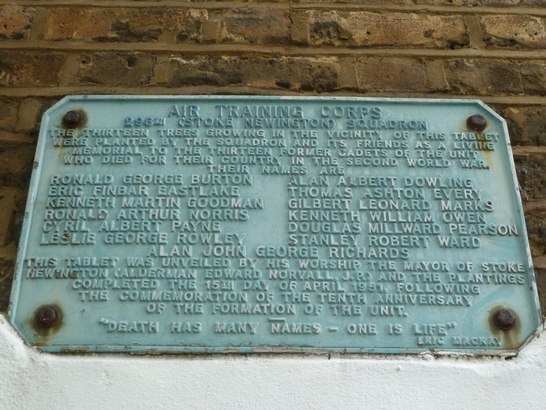 AIR TRAINING CORPS
296TH (STOKE NEWINGTON) SQUADRON
THE THIRTEEN TREES GROWING IN THE VICINITY OF THIS TABLET
WERE PLANTED BY THE SQUADRON AND ITS FRIENDS AS A LIVING
MEMORIAL TO THE THIRTEEN FORMER CADETS OF THE UNIT
WHO DIED FOR THEIR COUNTRY IN THE SECOND WORLD WAR.
THEIR NAMES ARE
RONALD GEORGE BURTON ALAN ALBERT DOWLING
ERIC FINBAR EASTLAKE THOMAS ASHTON EVES
KENNETH MARTIN GOODMAN GILBERT LEONARD MARKS
RONALD ARTHUR NORRIS KENNETH WILLIAM OWEN
CYRIL ALBERT PAYNE DOUGLAS MILLWARD PEARSON
LESLIE GEORGE ROWLEY STANLEY ROBERT WARD
ALAN JOHN GEORGE RICHARDS
THIS TABLET WAS UNVEILED BY HIS WORSHIP THE MAYOR OF STOKE
NEWINGTON (ALDERMAN EDWARD NORVALL J.P.) AND THE PLANTINGS
COMPLETED THE 15TH DAY OF APRIL 1951, FOLLOWING
THE COMMEMORATION OF THE TENTH ANNIVERSARY
OF THE FORMATION OF THE UNIT.
"DEATH HAS MANY NAMES — ONE IS LIFE"
ERIC MACKAY